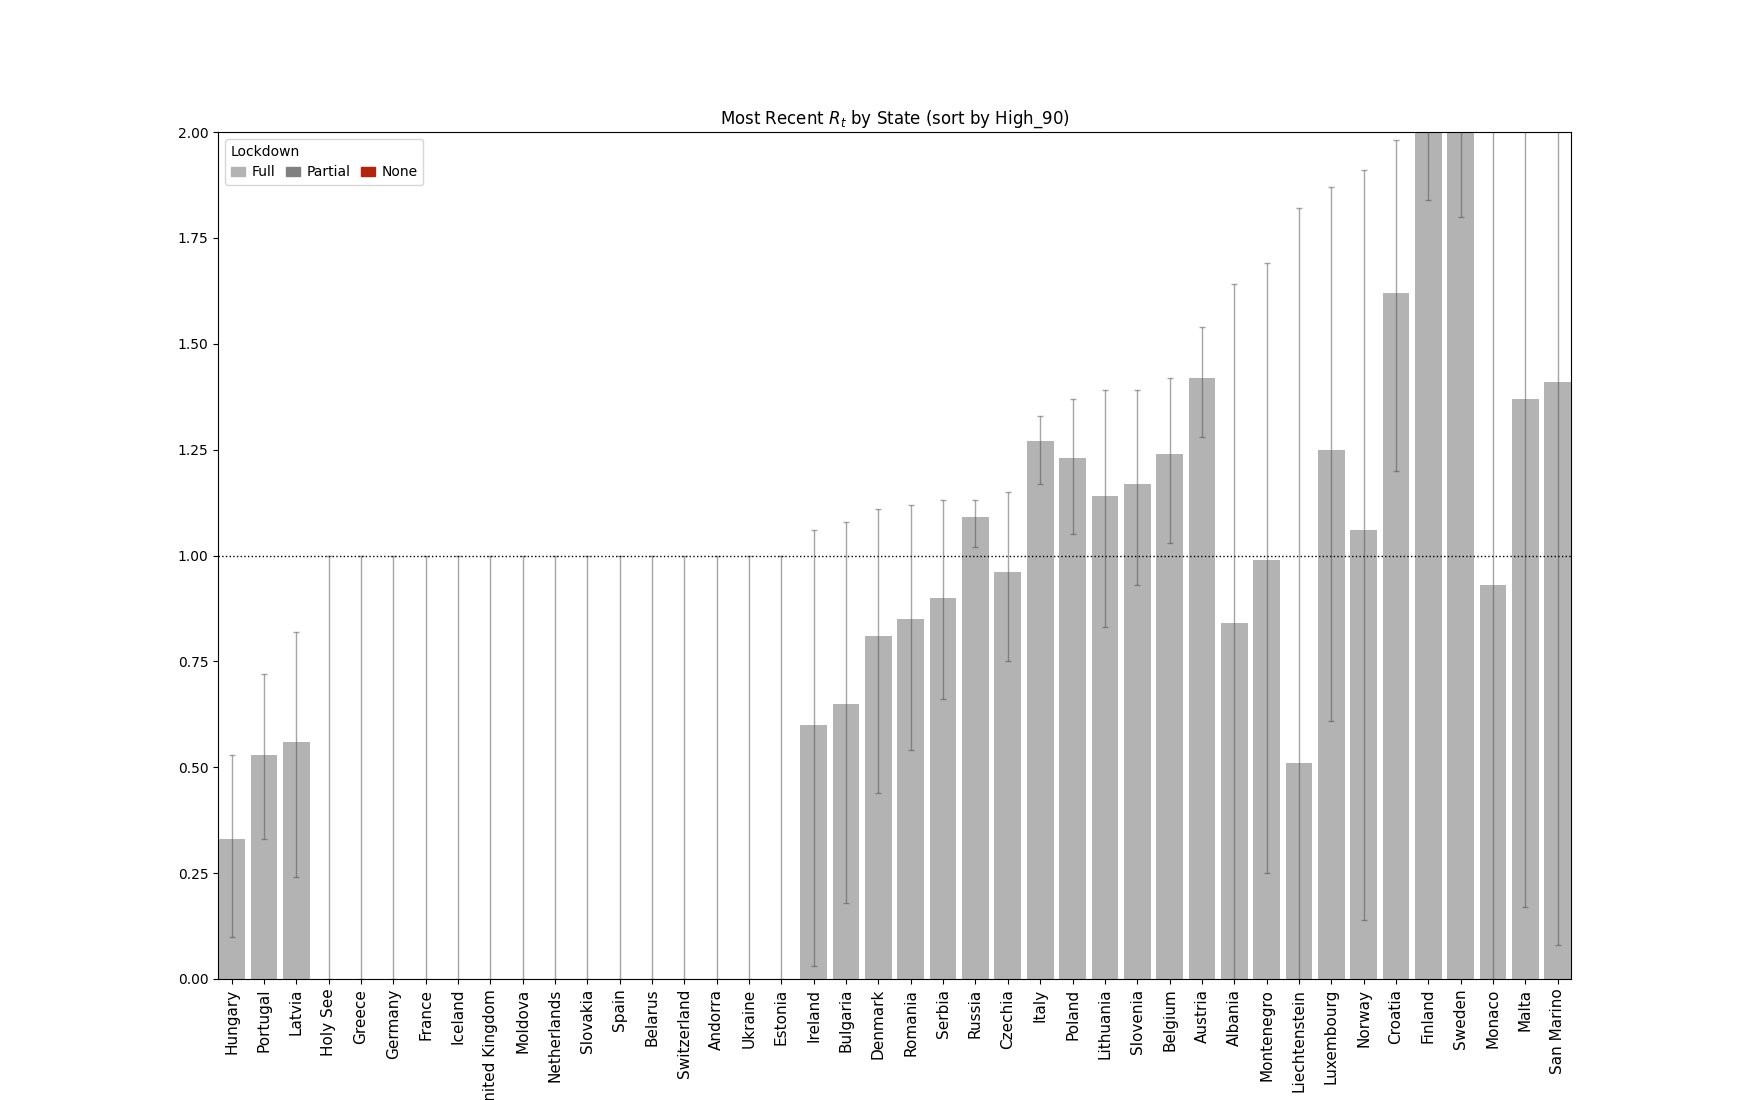 Most Recent R_t by State (sort by High_90)
Lockdown
Full Partial None
2.00
1.75
1.50
1.25
1.00
0.75
0.50
0.25
0.00
Hungary
Portugal
Latvia
Holy See
Greece
Germany
France
Iceland
nited Kingdom
Moldova
Netherlands
Slovakia
Spain
Belarus
Switzerland
Andorra
Ukraine
Estonia
Ireland
Bulgaria
Denmark
Romania
Serbia
Russia
Czechia
Italy
Poland
Lithuania
Slovenia
Belgium
Austria
Albania
Montenegro
Liechtenstein
Luxembourg
Norway
Croatia
Finland
Sweden
Monaco
Malta
San Marino